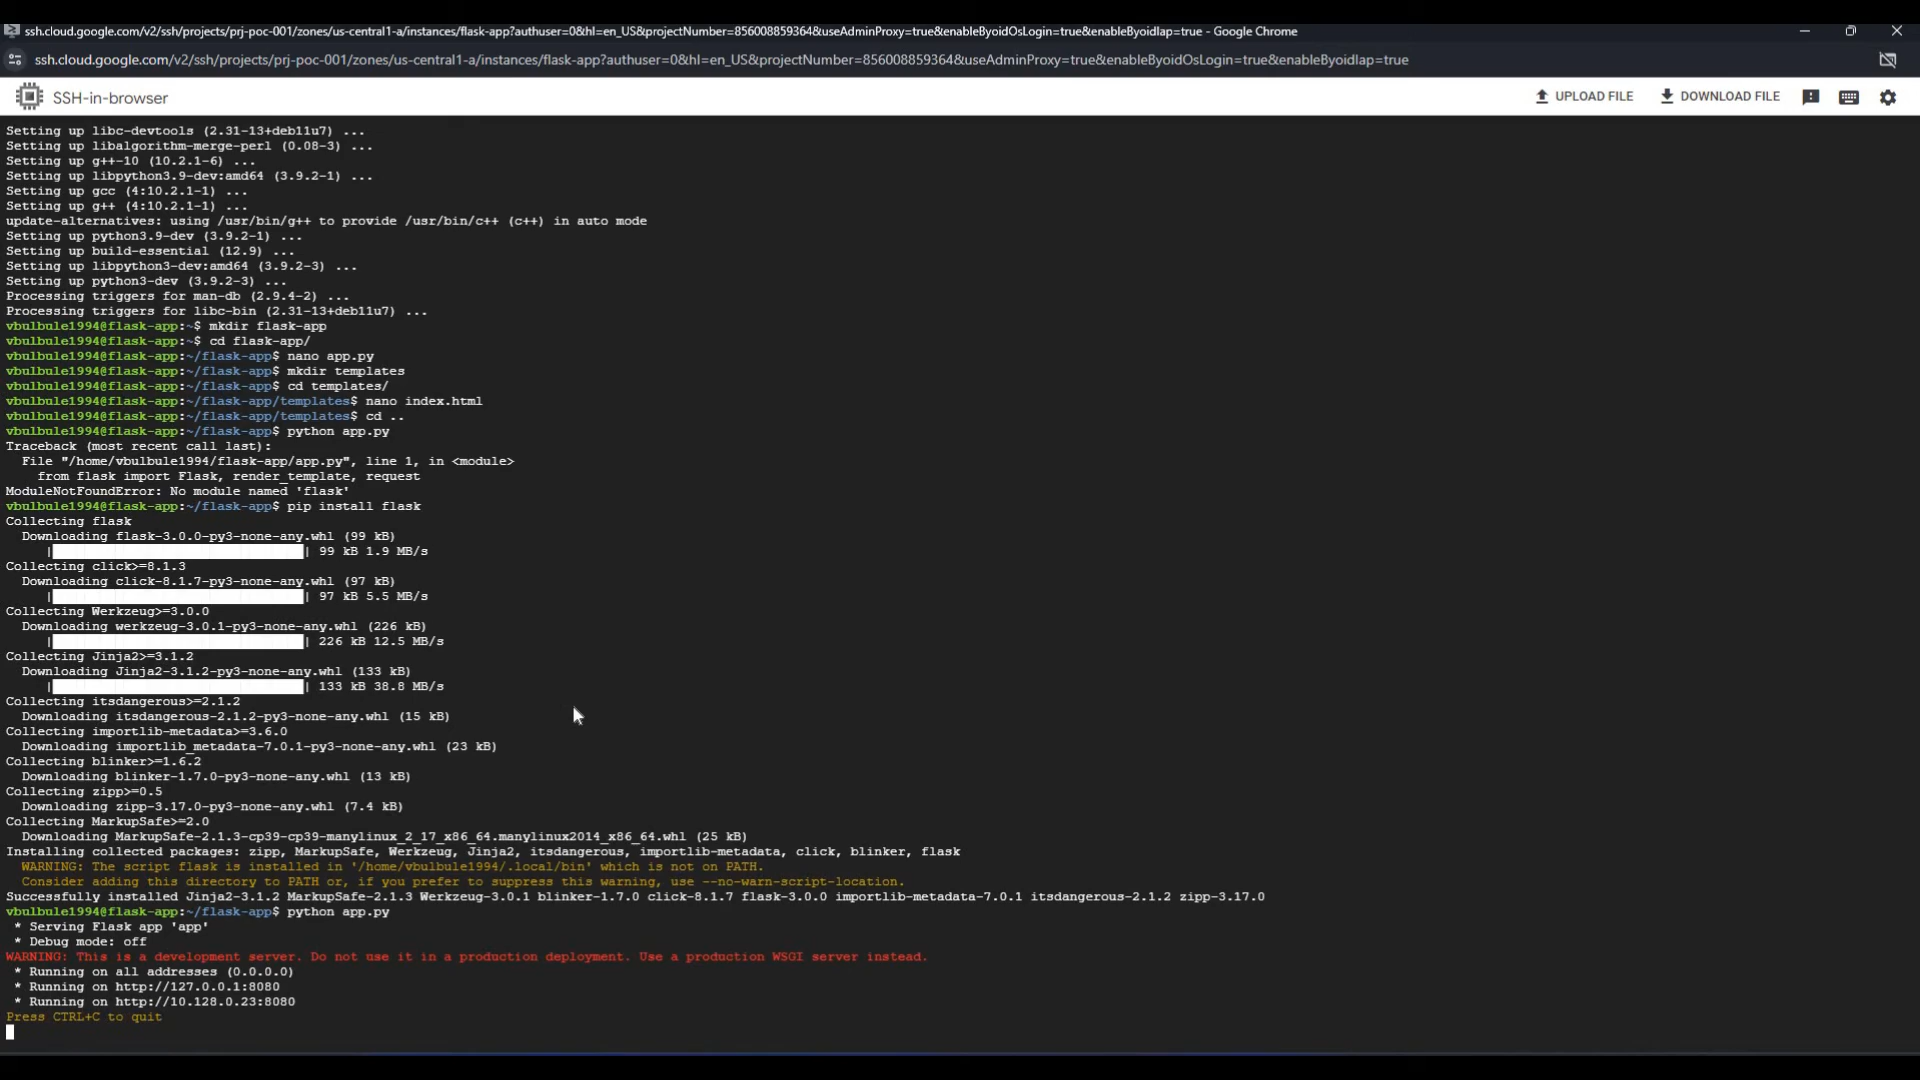 ssh.cloud.google.com/v2/ssh/projects/prj-poc-001/zones/us-central1-a/instances/flask-app?authuser=0&hl=en_US&projectNumber=856008859364&useAdminProxy=true&enableByoidOsLogin=true&enableByoidIap=true - Google Chrome
ssh.cloud.google.com/v2/ssh/projects/prj-poc-001/zones/us-central1-a/instances/flask-app?authuser=0&hl=en_US&projectNumber=856008859364&useAdminProxy=true&enableByoidOsLogin=true&enableByoidIap=true
SSH-in-browser
UPLOAD FILE
DOWNLOAD FILE
Setting up libc-devtools (2.31-13+deb11u7) ...
Setting up libalgorithm-merge-perl (0.08-3) ...
Setting up g++-10 (10.2.1-6) ...
Setting up libpython3.9-dev:amd64 (3.9.2-1) ...
Setting up gcc (4:10.2.1-1) ...
Setting up g++ (4:10.2.1-1) ...
update-alternatives: using /usr/bin/g++ to provide /usr/bin/c++ (c++) in auto mode
Setting up python3.9-dev (3.9.2-1) ...
Setting up build-essential (12.9) ...
Setting up libpython3-dev:amd64 (3.9.2-3) ...
Setting up python3-dev (3.9.2-3) ...
Processing triggers for man-db (2.9.4-2) ...
Processing triggers for libc-bin (2.31-13+deb11u7) ...
vbulbule1994@flask-app:~$ mkdir flask-app
vbulbule1994@flask-app:~$ cd flask-app/
vbulbule1994@flask-app:~/flask-app$ nano app.py
vbulbule1994@flask-app:~/flask-app$ mkdir templates
vbulbule1994@flask-app:~/flask-app$ cd templates/
vbulbule1994@flask-app:~/flask-app/templates$ nano index.html
vbulbule1994@flask-app:~/flask-app/templates$ cd ..
vbulbule1994@flask-app:~/flask-app$ python app.py
Traceback (most recent call last):
File "/home/vbulbule1994/flask-app/app.py", line 1, in <module>
from flask import Flask, render_template, request
ModuleNotFoundError: No module named 'flask'
vbulbule1994@flask-app:~/flask-app$ pip install flask
Collecting flask
Downloading flask-3.0.0-py3-none-any.whl (99 kB)
| | 99 kB 1.9 MB/s
Collecting click>=8.1.3
Downloading click-8.1.7-py3-none-any.whl (97 kB)
| | 97 kB 5.5 MB/s
Collecting Werkzeug>=3.0.0
Downloading werkzeug-3.0.1-py3-none-any.whl (226 kB)
| | 226 kB 12.5 MB/s
Collecting Jinja2>=3.1.2
Downloading Jinja2-3.1.2-py3-none-any.whl (133 kB)
| | 133 kB 38.8 MB/s
Collecting itsdangerous>=2.1.2
Downloading itsdangerous-2.1.2-py3-none-any.whl (15 kB)
Collecting importlib-metadata>=3.6.0
Downloading importlib_metadata-7.0.1-py3-none-any.whl (23 kB)
Collecting blinker>=1.6.2
Downloading blinker-1.7.0-py3-none-any.whl (13 kB)
Collecting zipp>=0.5
Downloading zipp-3.17.0-py3-none-any.whl (7.4 kB)
Collecting MarkupSafe>=2.0
Downloading MarkupSafe-2.1.3-cp39-cp39-manylinux_2_17_x86_64.manylinux2014_x86_64.whl (25 kB)
Installing collected packages: zipp, MarkupSafe, Werkzeug, Jinja2, itsdangerous, importlib-metadata, click, blinker, flask
WARNING: The script flask is installed in '/home/vbulbule1994/.local/bin' which is not on PATH.
Consider adding this directory to PATH or, if you prefer to suppress this warning, use --no-warn-script-location.
Successfully installed Jinja2-3.1.2 MarkupSafe-2.1.3 Werkzeug-3.0.1 blinker-1.7.0 click-8.1.7 flask-3.0.0 importlib-metadata-7.0.1 itsdangerous-2.1.2 zipp-3.17.0
vbulbule1994@flask-app:~/flask-app$ python app.py
* Serving Flask app 'app'
* Debug mode: off
WARNING: This is a development server. Do not use it in a production deployment. Use a production WSGI server instead.
* Running on all addresses (0.0.0.0)
* Running on http://127.0.0.1:8080
* Running on http://10.128.0.23:8080
Press CTRL+C to quit